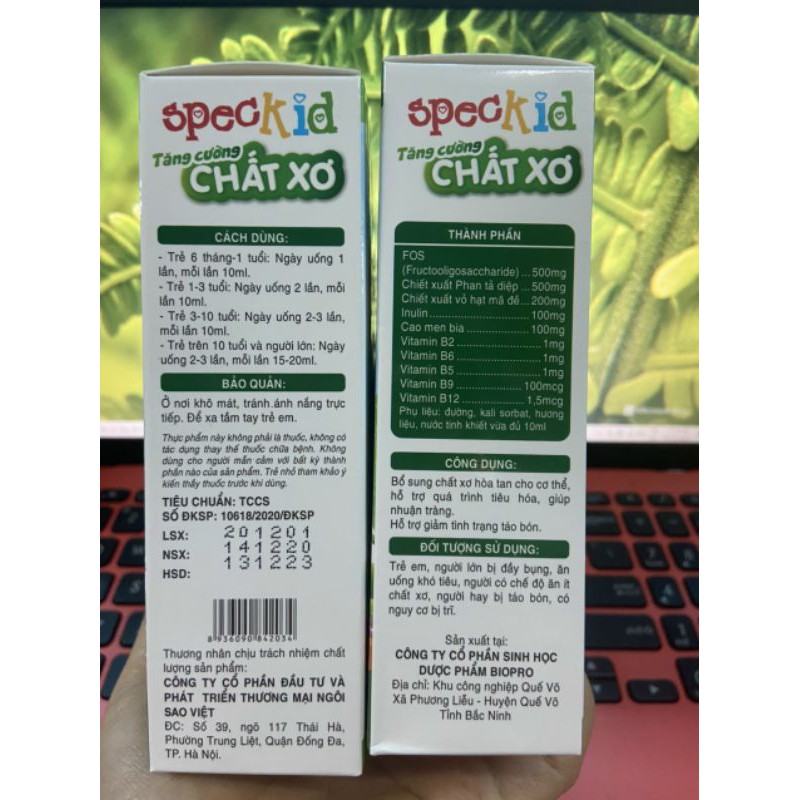 speckid
Tăng cường
CHẤT XƠ
CÁCH DÙNG:
- Trẻ 6 tháng-1 tuổi: Ngày uống 1
lần, mỗi lần 10ml.
- Trẻ 1-3 tuổi: Ngày uống 2 lần, mỗi
lần 10ml.
- Trẻ 3-10 tuổi: Ngày uống 2-3 lần,
mỗi lần 10ml.
- Trẻ trên 10 tuổi và người lớn: Ngày
uống 2-3 lần, mỗi lần 15-20ml.
BẢO QUẢN:
Ở nơi khô mát, tránh.ánh nắng trực
tiếp. Để xa tầm tay trẻ em.
Thực phẩm này không phải là thuốc, không có
tác dụng thay thế thuốc chữa bệnh. Không
dùng cho người mẫn cảm với bất kỳ thành
phần nào của sản phẩm. Trẻ nhỏ tham khảo ý
kiến thầy thuốc trước khi dùng.
TIÊU CHUẨN: TCCS
SỐ ĐKSP: 10618/2020/ĐKSP
LSX: 201201
NSX: 141220
HSD: 131223
8 936090 842034
Thương nhân chịu trách nhiệm chất
lượng sản phẩm:
CÔNG TY CỔ PHẦN ĐẦU TƯ VÀ
PHÁT TRIỂN THƯƠNG MẠI NGÔI
SAO VIỆT
ĐC: Số 39, ngõ 117 Thái Hà,
Phường Trung Liệt, Quận Đống Đa,
TP. Hà Nội.
speckid
Tăng cường
CHẤT XƠ
THÀNH PHẦN
FOS
(Fructooligosaccharide) ... 500mg
Chiết xuất Phan tả diệp ... 500mg
Chiết xuất vỏ hạt mã đề... 200mg
Inulin ........................ 100mg
Cao men bia ................ 100mg
Vitamin B2 ........................ 1mg
Vitamin B6 ........................ 1mg
Vitamin B5 ........................ 1mg
Vitamin B9 ................ 100mcg
Vitamin B12 ................ 1,5mcg
Phụ liệu: đường, kali sorbat, hương
liệu, nước tinh khiết vừa đủ 10ml
CÔNG DỤNG:
Bổ sung chất xơ hòa tan cho cơ thể,
hỗ trợ quá trình tiêu hóa, giúp
nhuận tràng.
Hỗ trợ giảm tình trạng táo bón.
ĐỐI TƯỢNG SỬ DỤNG:
Trẻ em, người lớn bị đầy bụng, ăn
uống khó tiêu, người có chế độ ăn ít
chất xơ, người hay bị táo bón, có
nguy cơ bị trĩ.
Sản xuất tại:
CÔNG TY CỔ PHẦN SINH HỌC
DƯỢC PHẨM BIOPRO
Địa chỉ: Khu công nghiệp Quế Võ
Xã Phương Liễu - Huyện Quế Võ
Tỉnh Bắc Ninh